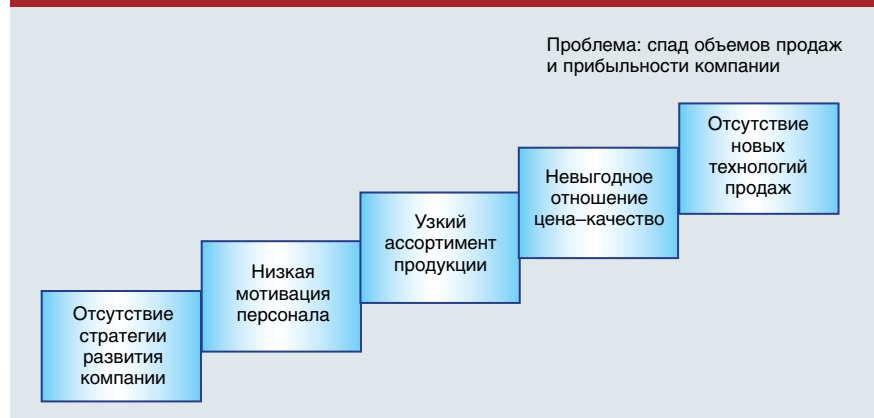 Проблема: спад объемов продаж
и прибыльности компании
Отсутствие
новых
технологий
продаж
Невыгодное
отношение
цена–качество
Узкий
ассортимент
продукции
Низкая
мотивация
персонала
Отсутствие
стратегии
развития
компании